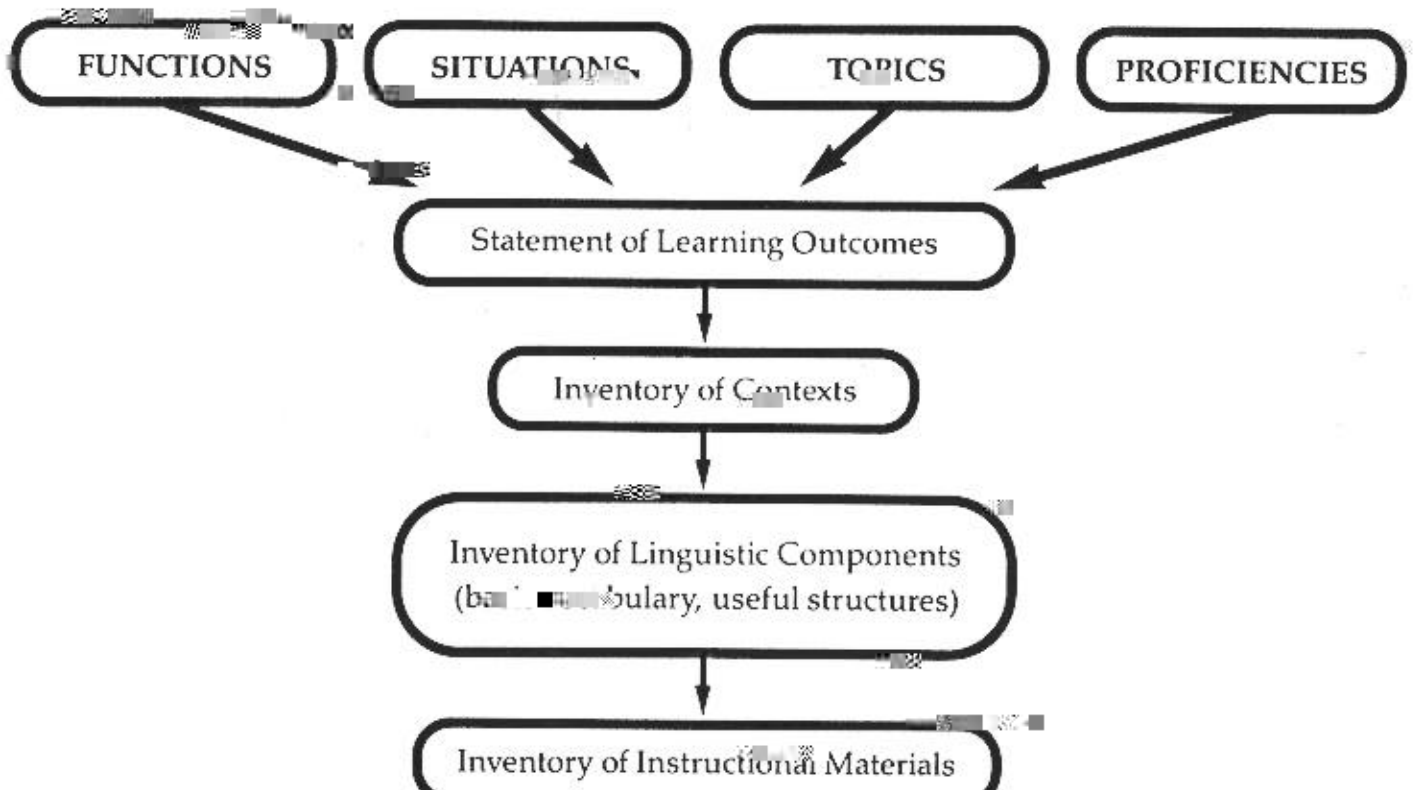 FUNCTIONS
SITUATIONS
TOPICS
PROFICIENCIES
Statement of Learning Outcomes
Inventory of Contexts
Inventory of Linguistic Components
useful structures)
Inventory of Instructional Materials